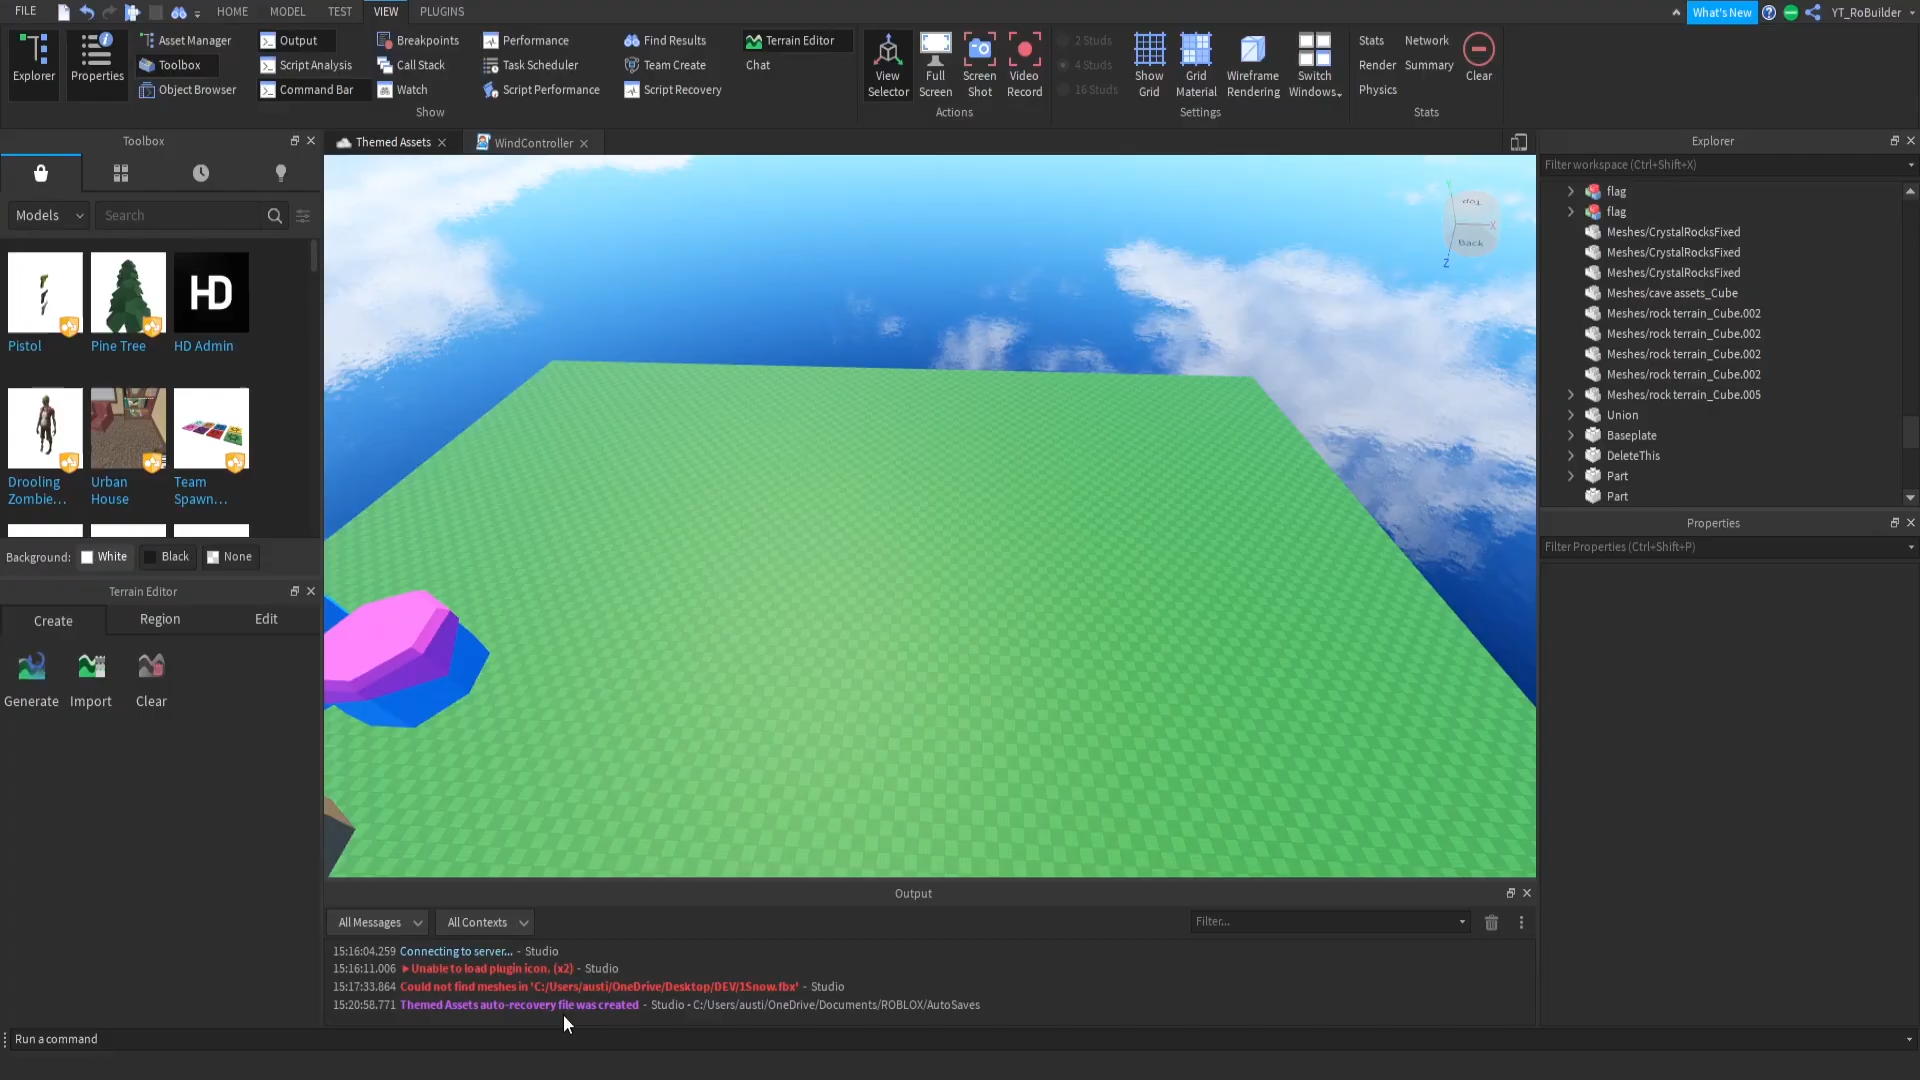 FILE HOME MODEL TEST VIEW PLUGINS What's New YT_RoBuilder
Explorer
Properties
Asset Manager
Toolbox
Object Browser
Output
Script Analysis
Command Bar
Breakpoints
Call Stack
Watch
Performance
Task Scheduler
Script Performance
Find Results
Team Create
Script Recovery
Terrain Editor
Chat
Show
View
Selector
Full
Screen
Screen
Shot
Video
Record
Actions
2 Studs
4 Studs
16 Studs
Show
Grid
Grid
Material
Wireframe
Rendering
Switch
Windows
Settings
Stats
Render
Physics
Network
Summary
Clear
Stats
Toolbox
Models Search
Pistol
Pine Tree
HD
HD Admin
Drooling
Zombie...
Urban
House
Team
Spawn...
Background: White Black None
Terrain Editor
Create Region Edit
Generate Import Clear
Themed Assets WindController
Top
Back
Y
X
Z
Output
All Messages All Contexts Filter...
15:16:04.259 Connecting to server... - Studio
15:16:11.006 Unable to load plugin icon. (x2) - Studio
15:17:33.864 Could not find meshes in 'C:/Users/austi/OneDrive/Desktop/DEV/1Snow.fbx' - Studio
15:20:58.771 Themed Assets auto-recovery file was created - Studio - C:/Users/austi/OneDrive/Documents/ROBLOX/AutoSaves
Run a command
Explorer
Filter workspace (Ctrl+Shift+X)
flag
flag
Meshes/CrystalRocksFixed
Meshes/CrystalRocksFixed
Meshes/CrystalRocksFixed
Meshes/cave assets_Cube
Meshes/rock terrain_Cube.002
Meshes/rock terrain_Cube.002
Meshes/rock terrain_Cube.002
Meshes/rock terrain_Cube.002
Meshes/rock terrain_Cube.005
Union
Baseplate
DeleteThis
Part
Part
Properties
Filter Properties (Ctrl+Shift+P)